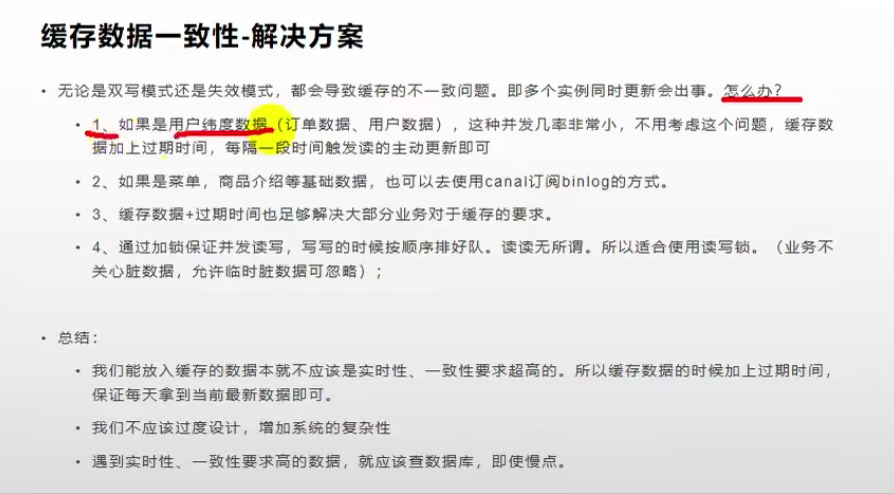 缓存数据一致性-解决方案
• 无论是双写模式还是失效模式，都会导致缓存的不一致问题。即多个实例同时更新会出事。怎么办？
• 1、如果是用户纬度数据（订单数据、用户数据），这种并发几率非常小，不用考虑这个问题，缓存数
据加上过期时间，每隔一段时间触发读的主动更新即可
• 2、如果是菜单，商品介绍等基础数据，也可以去使用canal订阅binlog的方式。
• 3、缓存数据+过期时间也足够解决大部分业务对于缓存的要求。
• 4、通过加锁保证并发读写，写写的时候按顺序排好队。读读无所谓。所以适合使用读写锁。（业务不
关心脏数据，允许临时脏数据可忽略）；
• 总结：
• 我们能放入缓存的数据本就不应该是实时性、一致性要求超高的。所以缓存数据的时候加上过期时间，
保证每天拿到当前最新数据即可。
• 我们不应该过度设计，增加系统的复杂性
• 遇到实时性、一致性要求高的数据，就应该查数据库，即使慢点。